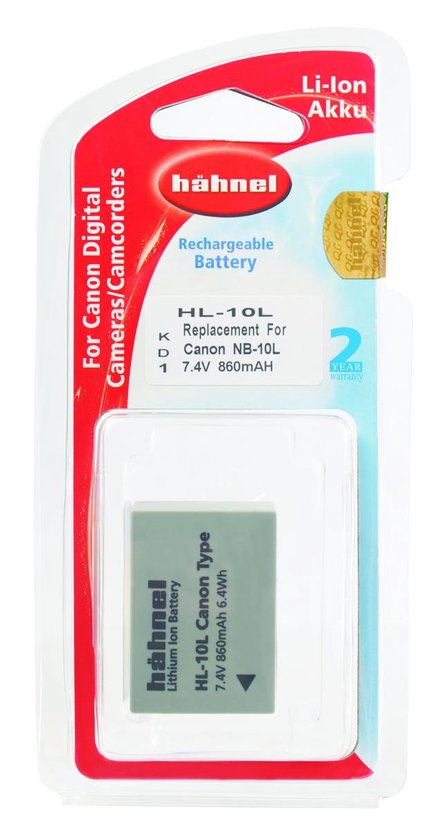 Li-Ion
Akku
hähnel
For Canon Digital
Cameras/Camcorders
Rechargeable
Battery
hähnel
HL-10L
K Replacement For
D Canon NB-10L
1 7.4V 860mAH
2
YEAR
warranty
hähnel
Lithium Ion Battery
HL-10L Canon Type
7.4V 860mAh 6.4Wh